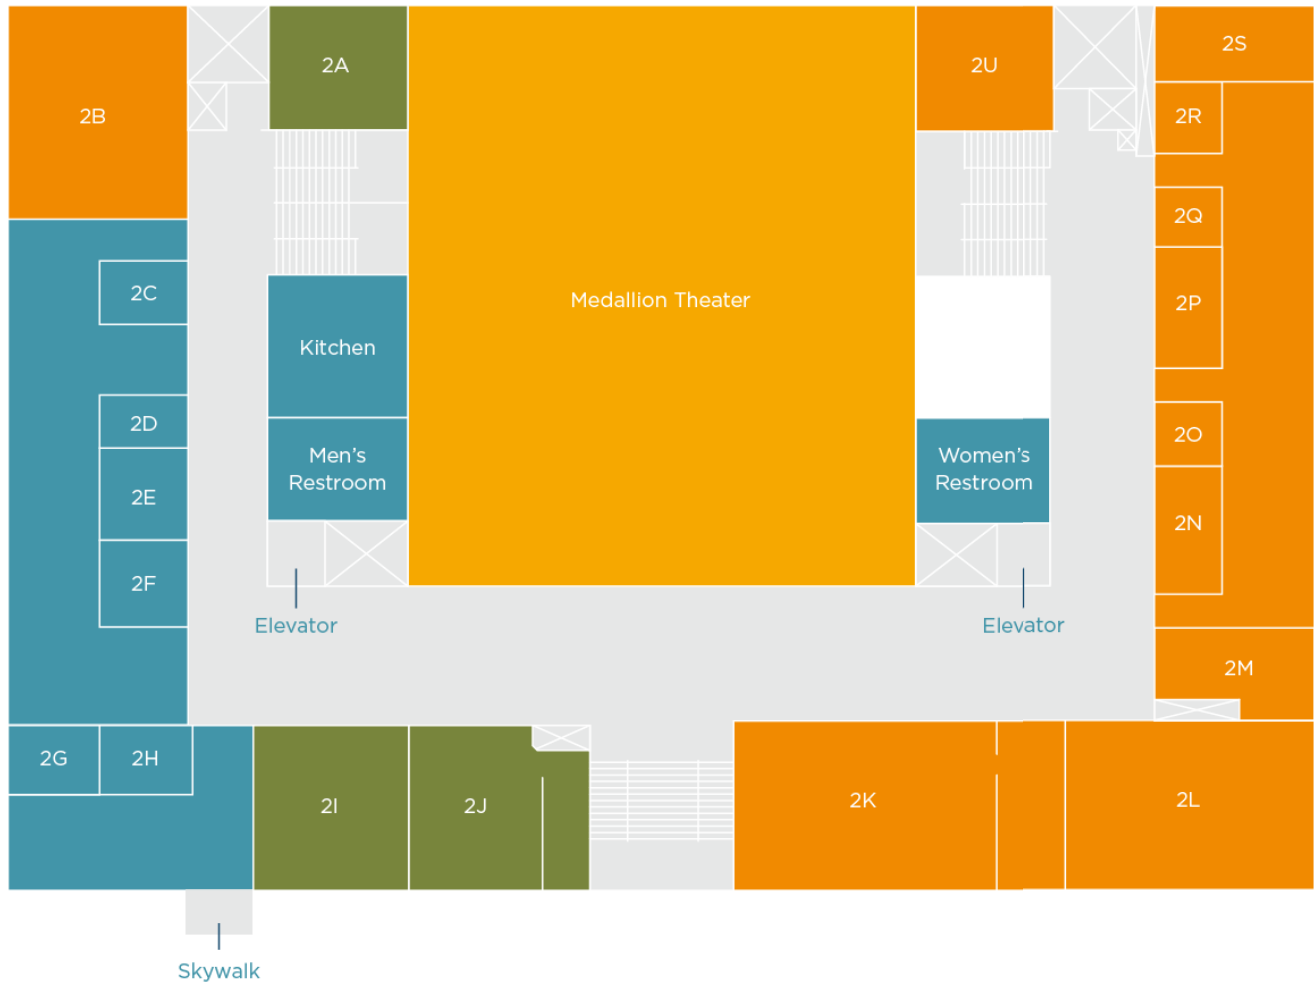 2A
2U
2S
2B
2R
2Q
2C
Medallion Theater
2P
Kitchen
2D
2O
Men's
Restroom
Women's
Restroom
2E
2N
2F
Elevator
Elevator
2M
2G
2H
2I
2J
2K
2L
Skywalk